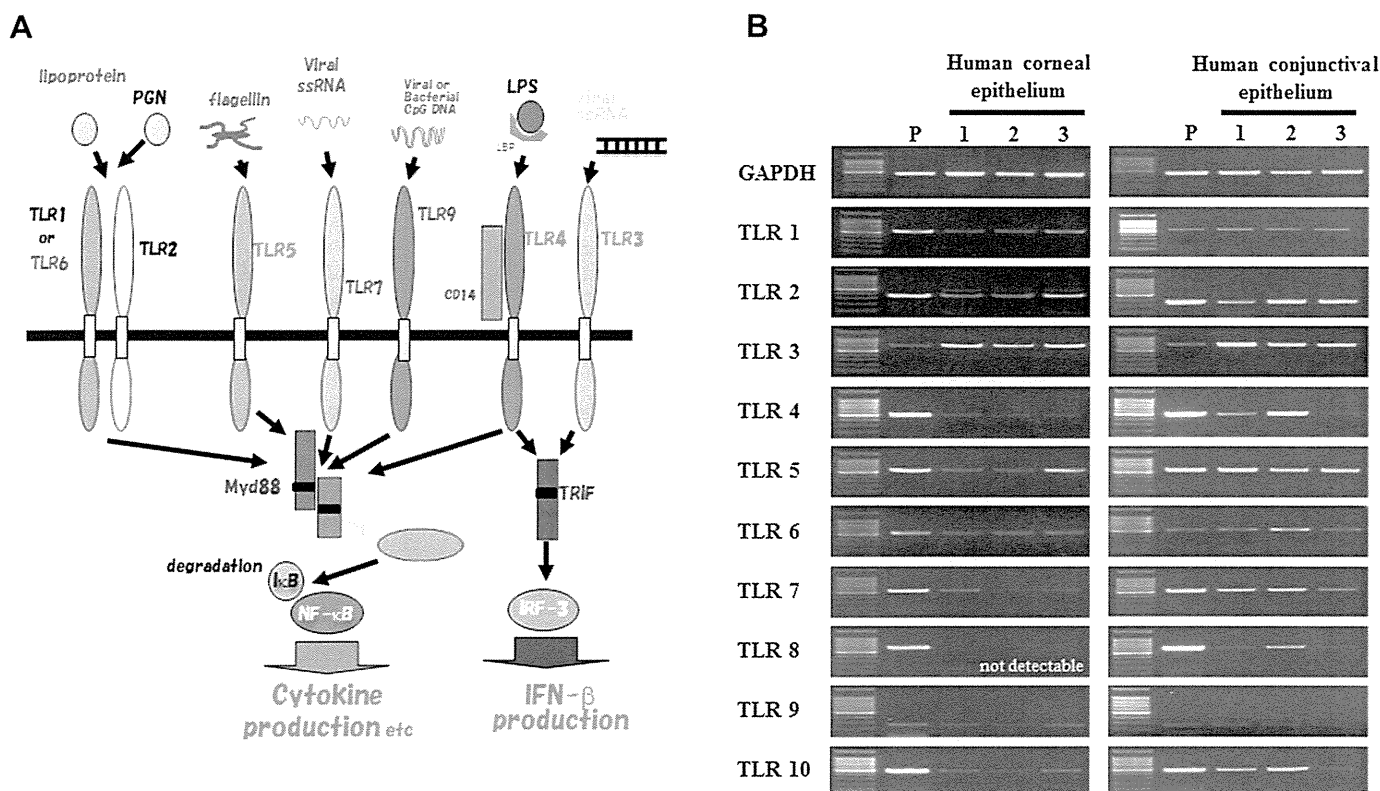 A
lipoprotein
PGN
flagellin
Viral
ssRNA
Viral or
Bacterial
CpG DNA
LPS
LBP
TLR1
or
TLR6
TLR2
TLR5
TLR7
TLR9
CD14
TLR4
TLR3
Myd88
TRIF
degradation
IκB
NF-κB
IRF-3
Cytokine
production etc
IFN-β
production
B
Human corneal
epithelium
Human conjunctival
epithelium
P 1 2 3
P 1 2 3
GAPDH
TLR 1
TLR 2
TLR 3
TLR 4
TLR 5
TLR 6
TLR 7
TLR 8
not detectable
TLR 9
TLR 10